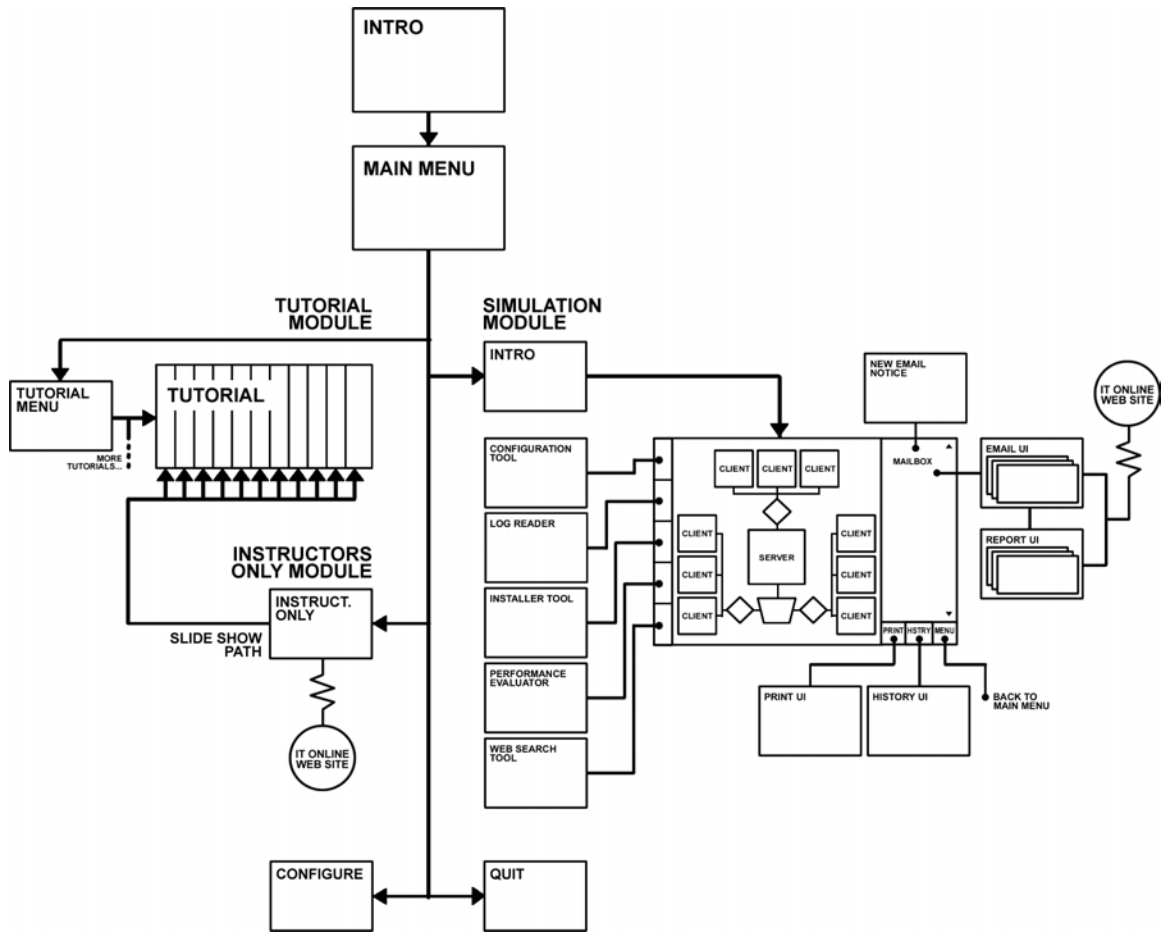 INTRO
MAIN MENU
TUTORIAL
MODULE
SIMULATION
MODULE
TUTORIAL
MENU
MORE
TUTORIALS...
TUTORIAL
INTRO
NEW EMAIL
NOTICE
IT ONLINE
WEB SITE
CONFIGURATION
TOOL
LOG READER
INSTALLER TOOL
PERFORMANCE
EVALUATOR
WEB SEARCH
TOOL
CLIENT
CLIENT
CLIENT
CLIENT
CLIENT
CLIENT
SERVER
CLIENT
CLIENT
CLIENT
MAILBOX
EMAIL UI
REPORT UI
PRINT
HSTRY
MENU
PRINT UI
HISTORY UI
BACK TO
MAIN MENU
INSTRUCTORS
ONLY MODULE
INSTRUCT.
ONLY
SLIDE SHOW
PATH
IT ONLINE
WEB SITE
CONFIGURE
QUIT